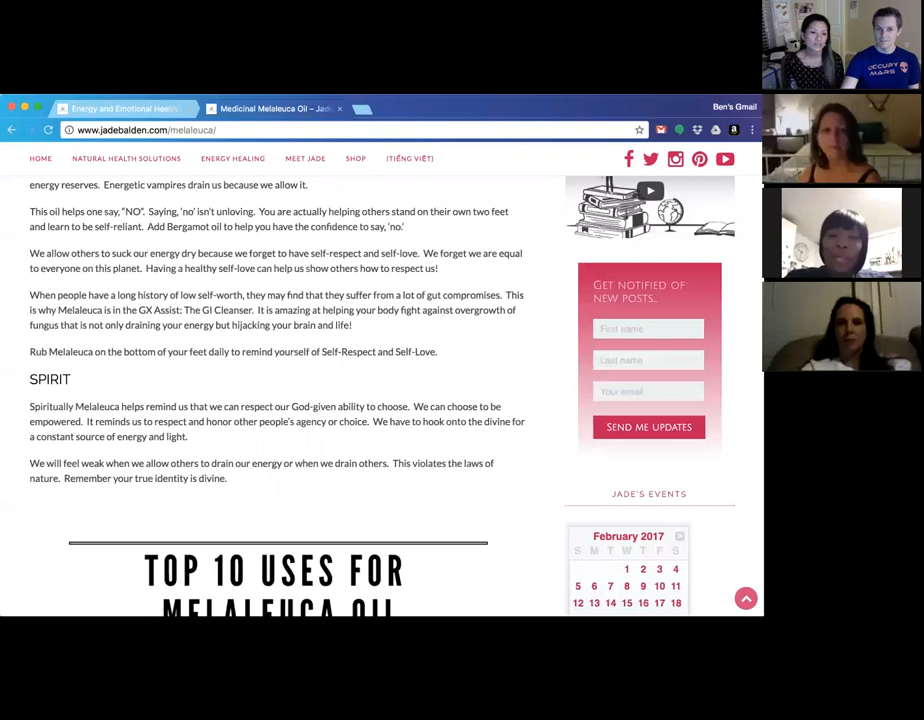 OCCUPY
MARS
Energy and Emotional Healin
Medicinal Melaleuca Oil – Jade
Ben's Gmail
www.jadebalden.com/melaleuca/
HOME NATURAL HEALTH SOLUTIONS ENERGY HEALING MEET JADE SHOP (TIẾNG VIỆT)
energy reserves. Energetic vampires drain us because we allow it.
This oil helps one say, “NO”. Saying, ‘no’ isn’t unloving. You are actually helping others stand on their own two feet
and learn to be self-reliant. Add Bergamot oil to help you have the confidence to say, ‘no.’
We allow others to suck our energy dry because we forget to have self-respect and self-love. We forget we are equal
to everyone on this planet. Having a healthy self-love can help us show others how to respect us!
When people have a long history of low self-worth, they may find that they suffer from a lot of gut compromises. This
is why Melaleuca is in the GX Assist: The GI Cleanser. It is amazing at helping your body fight against overgrowth of
fungus that is not only draining your energy but hijacking your brain and life!
Rub Melaleuca on the bottom of your feet daily to remind yourself of Self-Respect and Self-Love.
SPIRIT
Spiritually Melaleuca helps remind us that we can respect our God-given ability to choose. We can choose to be
empowered. It reminds us to respect and honor other people’s agency or choice. We have to hook onto the divine for
a constant source of energy and light.
We will feel weak when we allow others to drain our energy or when we drain others. This violates the laws of
nature. Remember your true identity is divine.
TOP 10 USES FOR
MELALEUCA OIL
GET NOTIFIED OF
NEW POSTS..
First name
Last name
Your email
SEND ME UPDATES
JADE'S EVENTS
February 2017
S M T W T F S
1 2 3 4
5 6 7 8 9 10 11
12 13 14 15 16 17 18